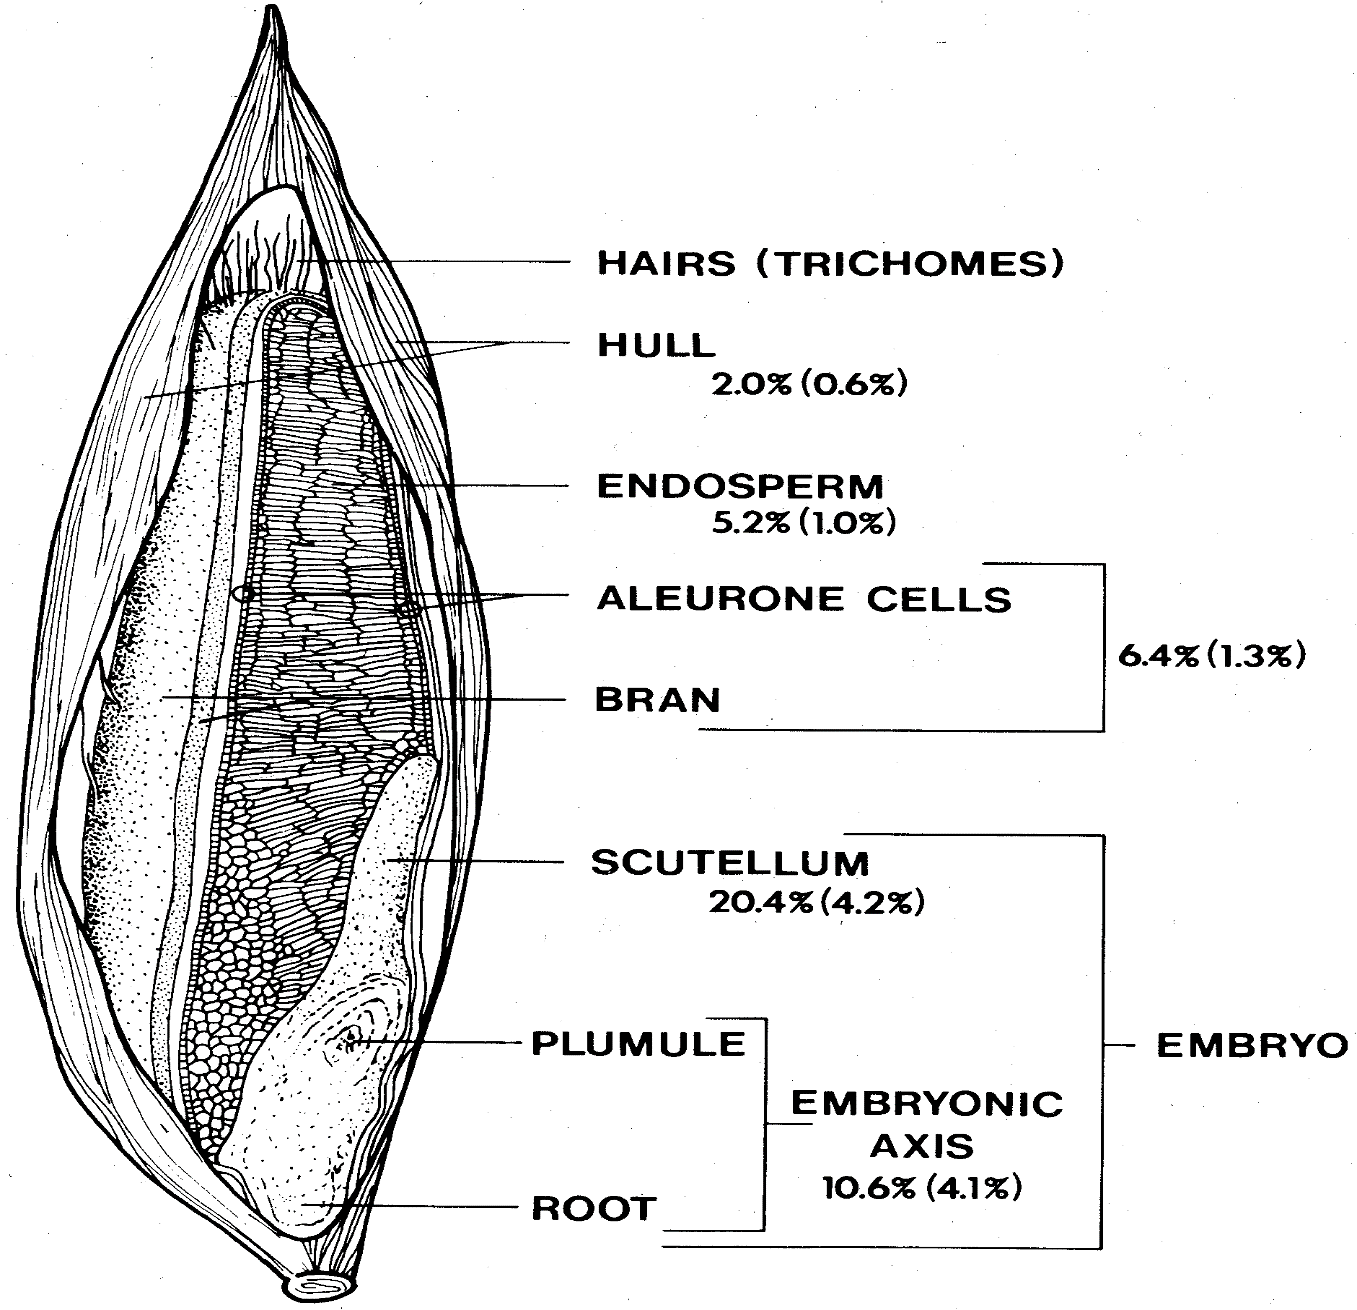 HAIRS (TRICHOMES)
HULL
2.0% (0.6%)
ENDOSPERM
5.2% (1.0%)
ALEURONE CELLS
6.4% (1.3%)
BRAN
SCUTELLUM
20.4% (4.2%)
PLUMULE
EMBRYO
EMBRYONIC
AXIS
10.6% (4.1%)
ROOT